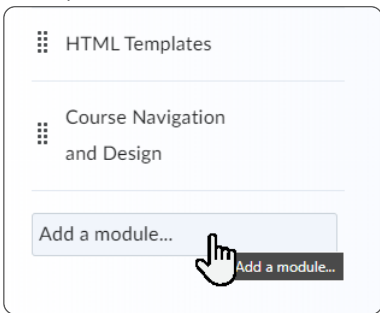 HTML Templates
Course Navigation
and Design
Add a module...
Add a module...